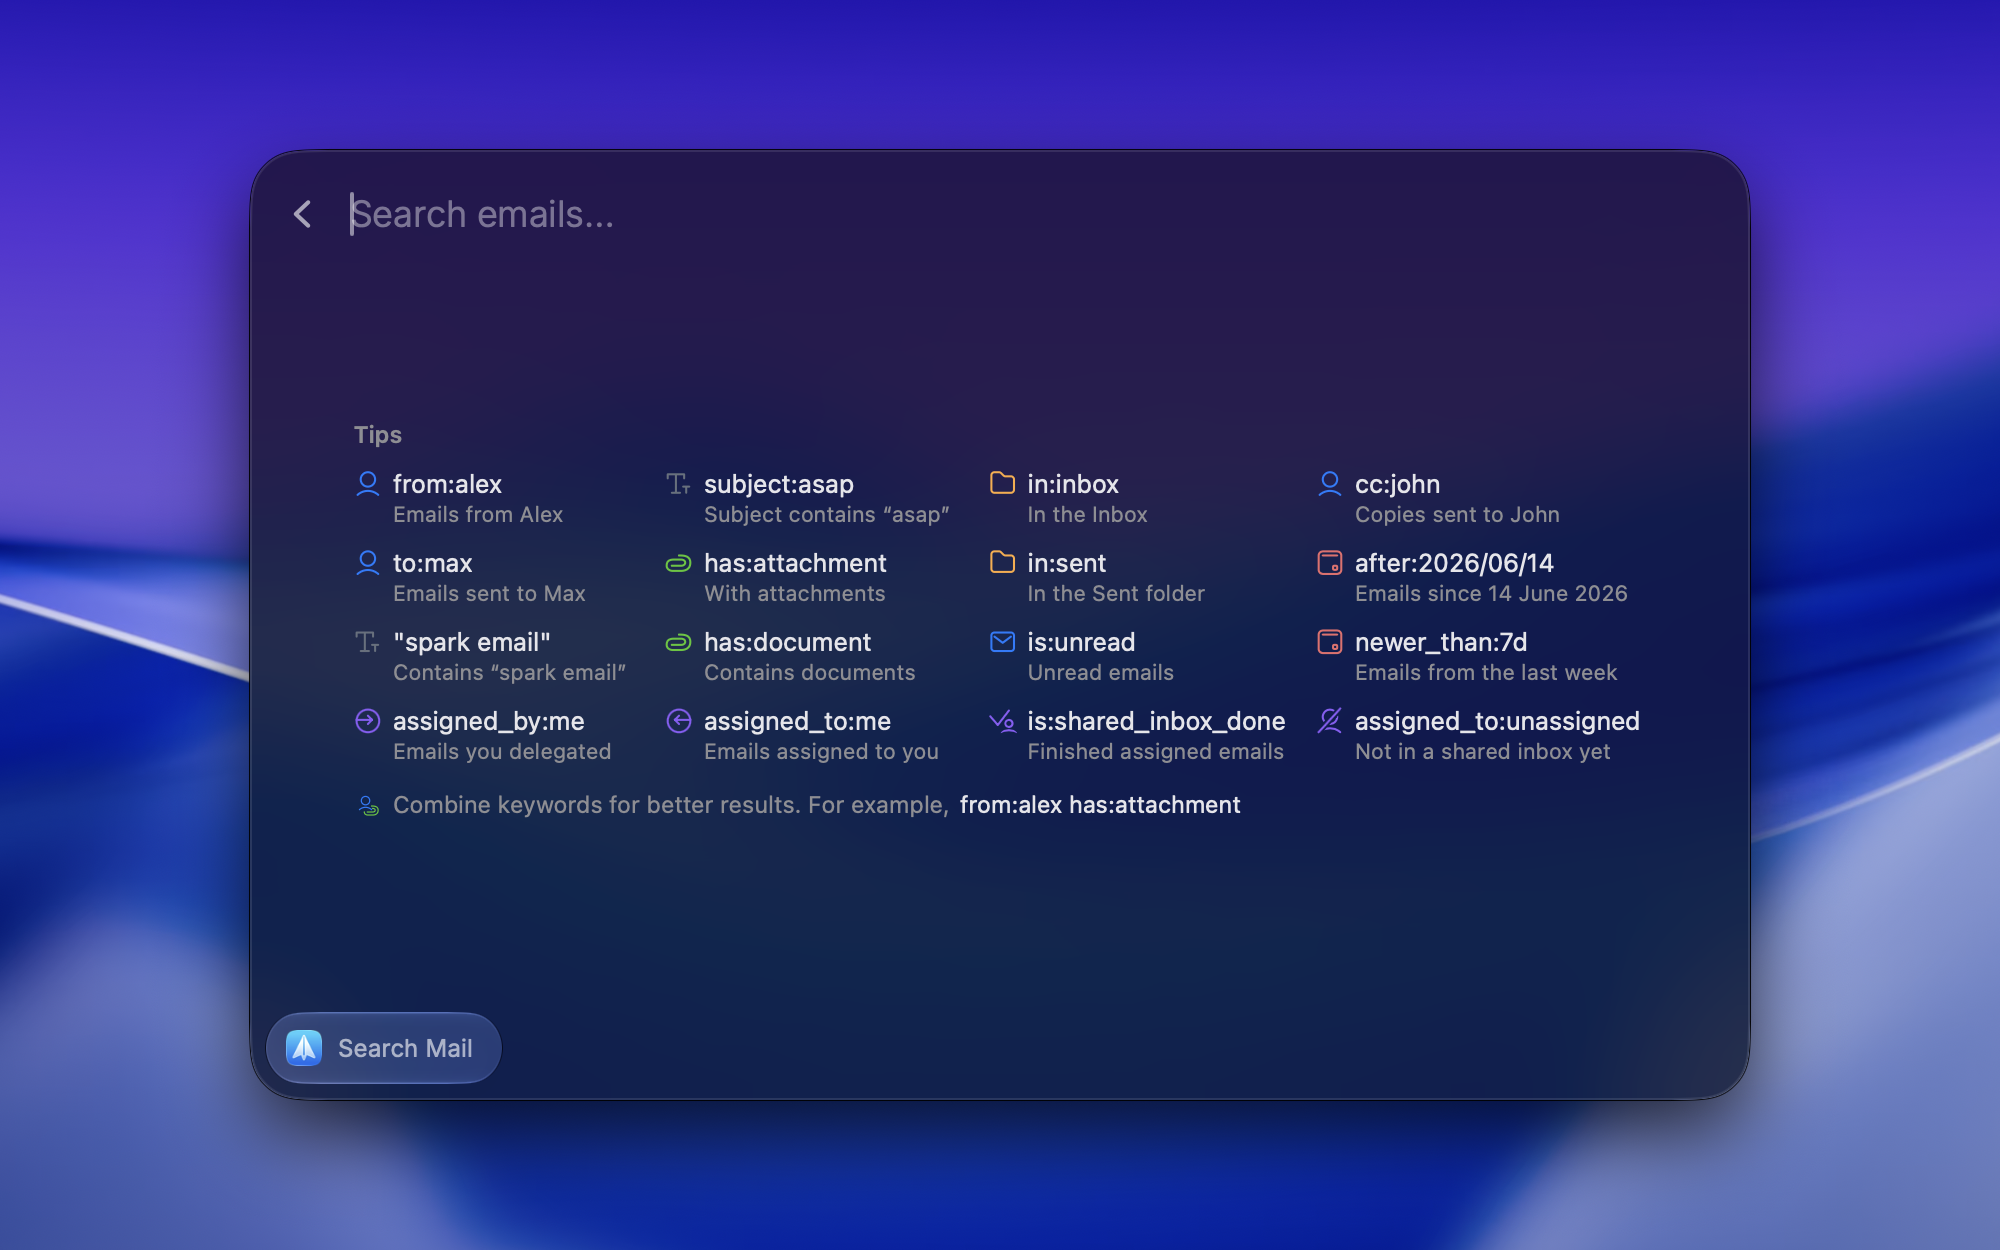 Search emails...
Tips
from:alex
Emails from Alex
subject:asap
Subject contains “asap”
in:inbox
In the Inbox
cc:john
Copies sent to John
to:max
Emails sent to Max
has:attachment
With attachments
in:sent
In the Sent folder
after:2026/06/14
Emails since 14 June 2026
"spark email"
Contains “spark email”
has:document
Contains documents
is:unread
Unread emails
newer_than:7d
Emails from the last week
assigned_by:me
Emails you delegated
assigned_to:me
Emails assigned to you
is:shared_inbox_done
Finished assigned emails
assigned_to:unassigned
Not in a shared inbox yet
Combine keywords for better results. For example, from:alex has:attachment
Search Mail